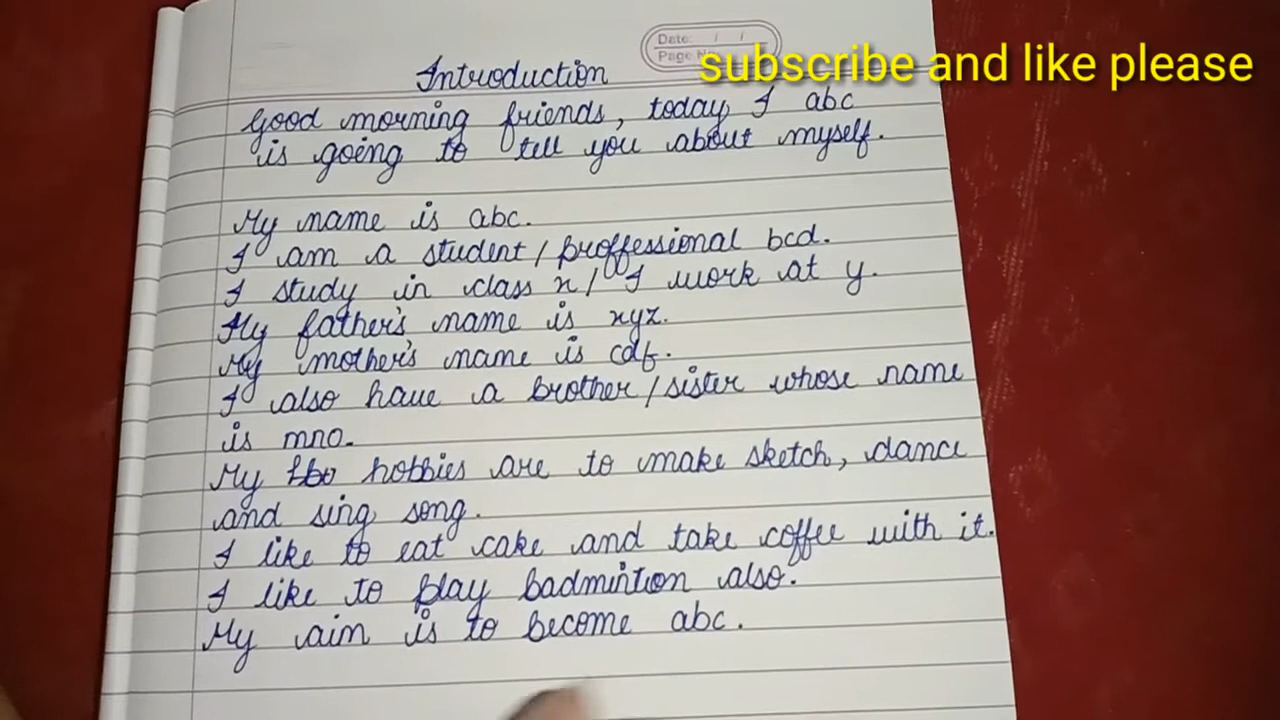 Date: / /
Page No
subscribe and like please
Introduction
Good morning friends, today I abc
is going to tell you about myself.
My name is abc.
I am a student / proffessional bcd.
I study in class x / I work at y.
My father's name is xyz.
My mother's name is cdf.
I also have a brother / sister whose name
is mno.
My hobbies are to make sketch, dance
and sing song.
I like to eat cake and take coffee with it.
I like to play badmintion also.
My aim is to become abc.